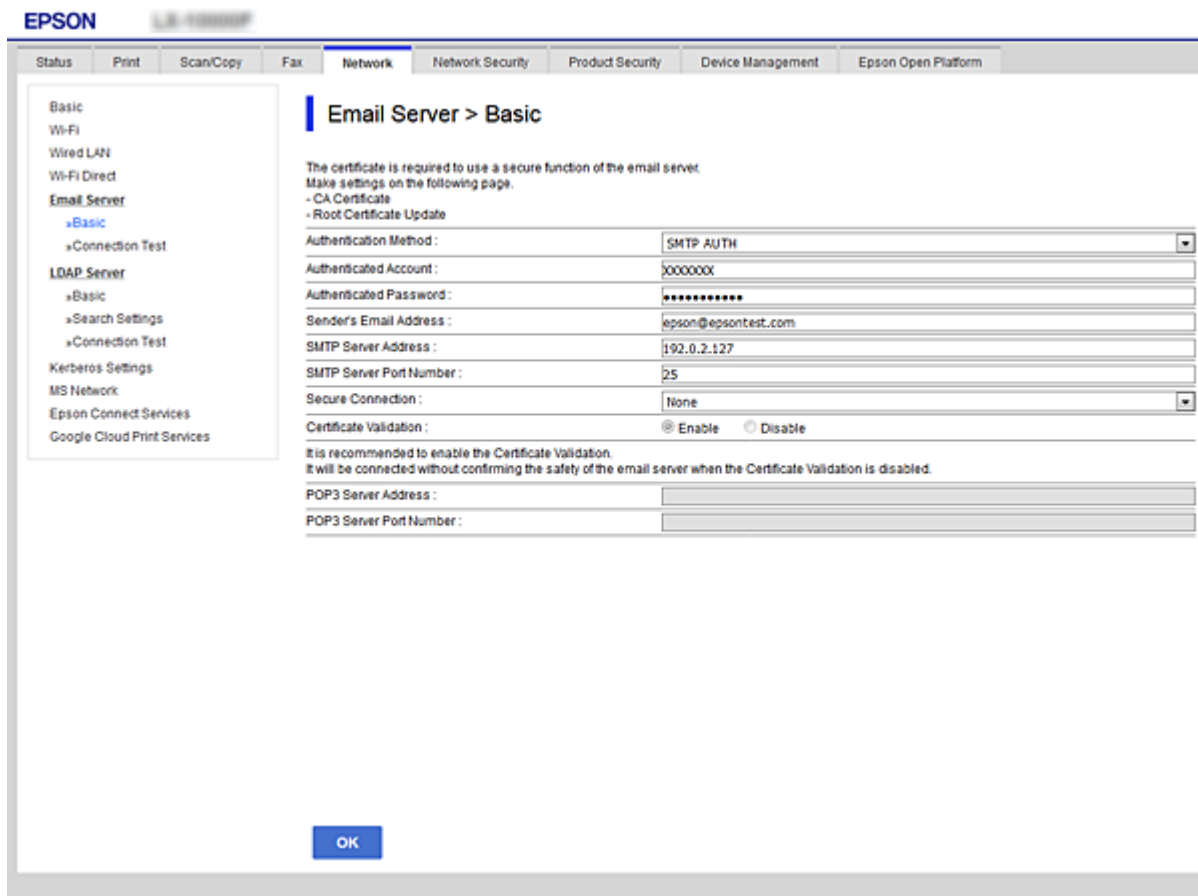 EPSON
Status Print Scan/Copy Fax Network Network Security Product Security Device Management Epson Open Platform
Basic
Wi-Fi
Wired LAN
Wi-Fi Direct
Email Server
»Basic
»Connection Test
LDAP Server
»Basic
»Search Settings
»Connection Test
Kerberos Settings
MS Network
Epson Connect Services
Google Cloud Print Services
Email Server > Basic
The certificate is required to use a secure function of the email server.
Make settings on the following page.
- CA Certificate
- Root Certificate Update
Authentication Method : SMTP AUTH
Authenticated Account : XXXXXXX
Authenticated Password : •••••••••••
Sender's Email Address : epson@epsontest.com
SMTP Server Address : 192.0.2.127
SMTP Server Port Number : 25
Secure Connection : None
Certificate Validation : Enable Disable
It is recommended to enable the Certificate Validation.
It will be connected without confirming the safety of the email server when the Certificate Validation is disabled.
POP3 Server Address :
POP3 Server Port Number :
OK